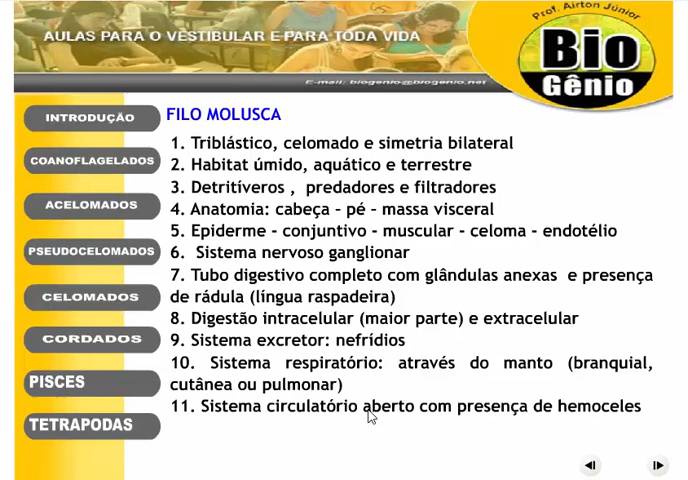 AULAS PARA O VESTIBULAR E PARA TODA VIDA
Prof. Airton Júnior
Bio
Gênio
E-mail: biogenio@biogenio.net
INTRODUÇÃO
COANOFLAGELADOS
ACELOMADOS
PSEUDOCELOMADOS
CELOMADOS
CORDADOS
PISCES
TETRAPODAS
FILO MOLUSCA
1. Triblástico, celomado e simetria bilateral
2. Habitat úmido, aquático e terrestre
3. Detritíveros , predadores e filtradores
4. Anatomia: cabeça – pé – massa visceral
5. Epiderme - conjuntivo - muscular - celoma - endotélio
6. Sistema nervoso ganglionar
7. Tubo digestivo completo com glândulas anexas e presença
de rádula (língua raspadeira)
8. Digestão intracelular (maior parte) e extracelular
9. Sistema excretor: nefrídios
10. Sistema respiratório: através do manto (branquial,
cutânea ou pulmonar)
11. Sistema circulatório aberto com presença de hemoceles